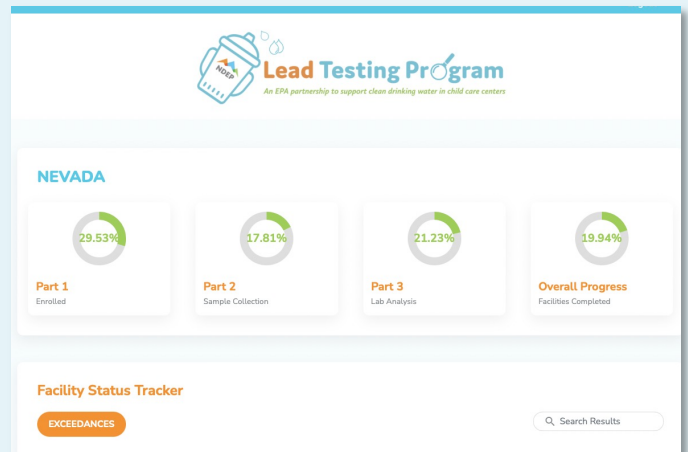 NDEP
Lead Testing Program
An EPA partnership to support clean drinking water in child care centers
NEVADA
29.53%
17.81%
21.23%
19.94%
Part 1
Part 2
Part 3
Overall Progress
Enrolled
Sample Collection
Lab Analysis
Facilities Completed
Facility Status Tracker
EXCEEDANCES
Search Results